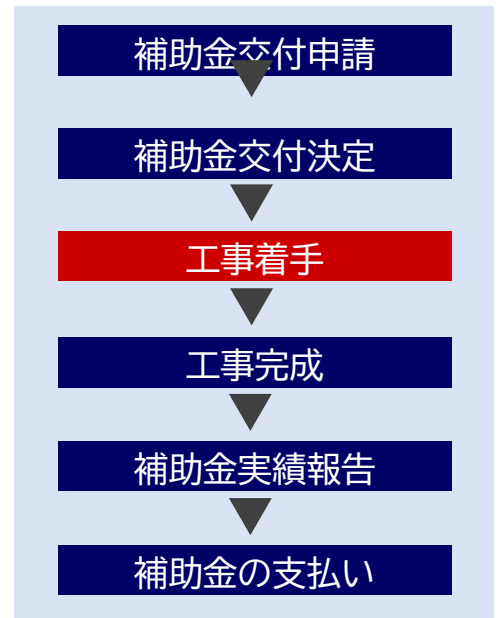 補助金交付申請
補助金交付決定
工事着手
工事完成
補助金実績報告
補助金の支払い